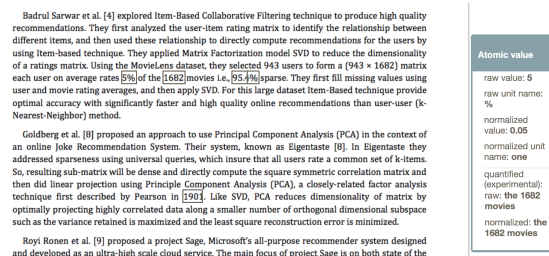 Badrul Sarwar et al. [4] explored Item-Based Collaborative Filtering technique to produce high quality
recommendations. They first analyzed the user-item rating matrix to identify the relationship between
different items, and then used these relationship to directly compute recommendations for the users by
using Item-based technique. They applied Matrix Factorization model SVD to reduce the dimensionality
of a ratings matrix. Using the MovieLens dataset, they selected 943 users to form a (943 × 1682) matrix
each user on average rates 5% of the 1682 movies i.e., 95.4% sparse. They first fill missing values using
user and movie rating averages, and then apply SVD. For this large dataset Item-Based technique provide
optimal accuracy with significantly faster and high quality online recommendations than user-user (k-
Nearest-Neighbor) method.
Goldberg et al. [8] proposed an approach to use Principal Component Analysis (PCA) in the context of
an online Joke Recommendation System. Their system, known as Eigentaste [8]. In Eigentaste they
addressed sparseness using universal queries, which insure that all users rate a common set of k-items.
So, resulting sub-matrix will be dense and directly compute the square symmetric correlation matrix and
then did linear projection using Principle Component Analysis (PCA), a closely-related factor analysis
technique first described by Pearson in 1901. Like SVD, PCA reduces dimensionality of matrix by
optimally projecting highly correlated data along a smaller number of orthogonal dimensional subspace
such as the variance retained is maximized and the least square reconstruction error is minimized.
Royi Ronen et al. [9] proposed a project Sage, Microsoft's all-purpose recommender system designed
and developed as an ultra-high scale cloud service. The main focus of project Sage is on both state of the
Atomic value
raw value: 5
raw unit name:
%
normalized
value: 0.05
normalized unit
name: one
quantified
(experimental):
raw: the 1682
movies
normalized: the
1682 movies